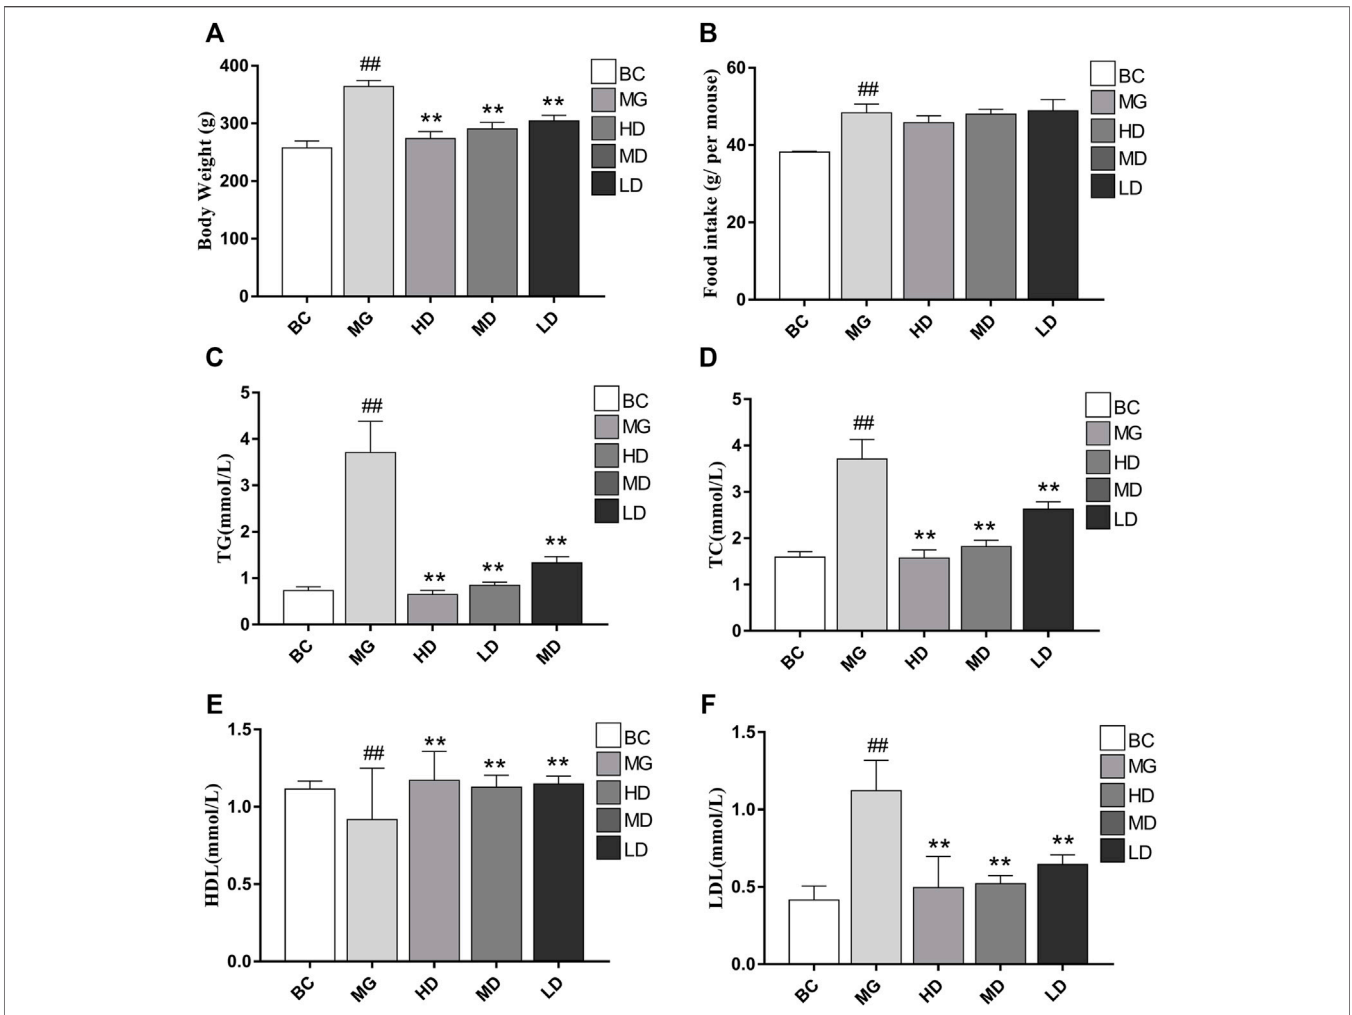 A
Body Weight (g)
400
300
200
100
0
##
**
**
**
BC
MG
HD
MD
LD
BC
MG
HD
MD
LD
B
Food intake (g/ per mouse)
60
40
20
0
##
BC
MG
HD
MD
LD
BC
MG
HD
MD
LD
C
TG(mmol/L)
5
4
3
2
1
0
##
**
**
**
BC
MG
HD
LD
MD
BC
MG
HD
MD
LD
D
TC(mmol/L)
5
4
3
2
1
0
##
**
**
**
BC
MG
HD
MD
LD
BC
MG
HD
MD
LD
E
HDL(mmol/L)
1.5
1.0
0.5
0.0
##
**
**
**
BC
MG
HD
MD
LD
BC
MG
HD
MD
LD
F
LDL(mmol/L)
1.5
1.0
0.5
0.0
##
**
**
**
BC
MG
HD
MD
LD
BC
MG
HD
MD
LD